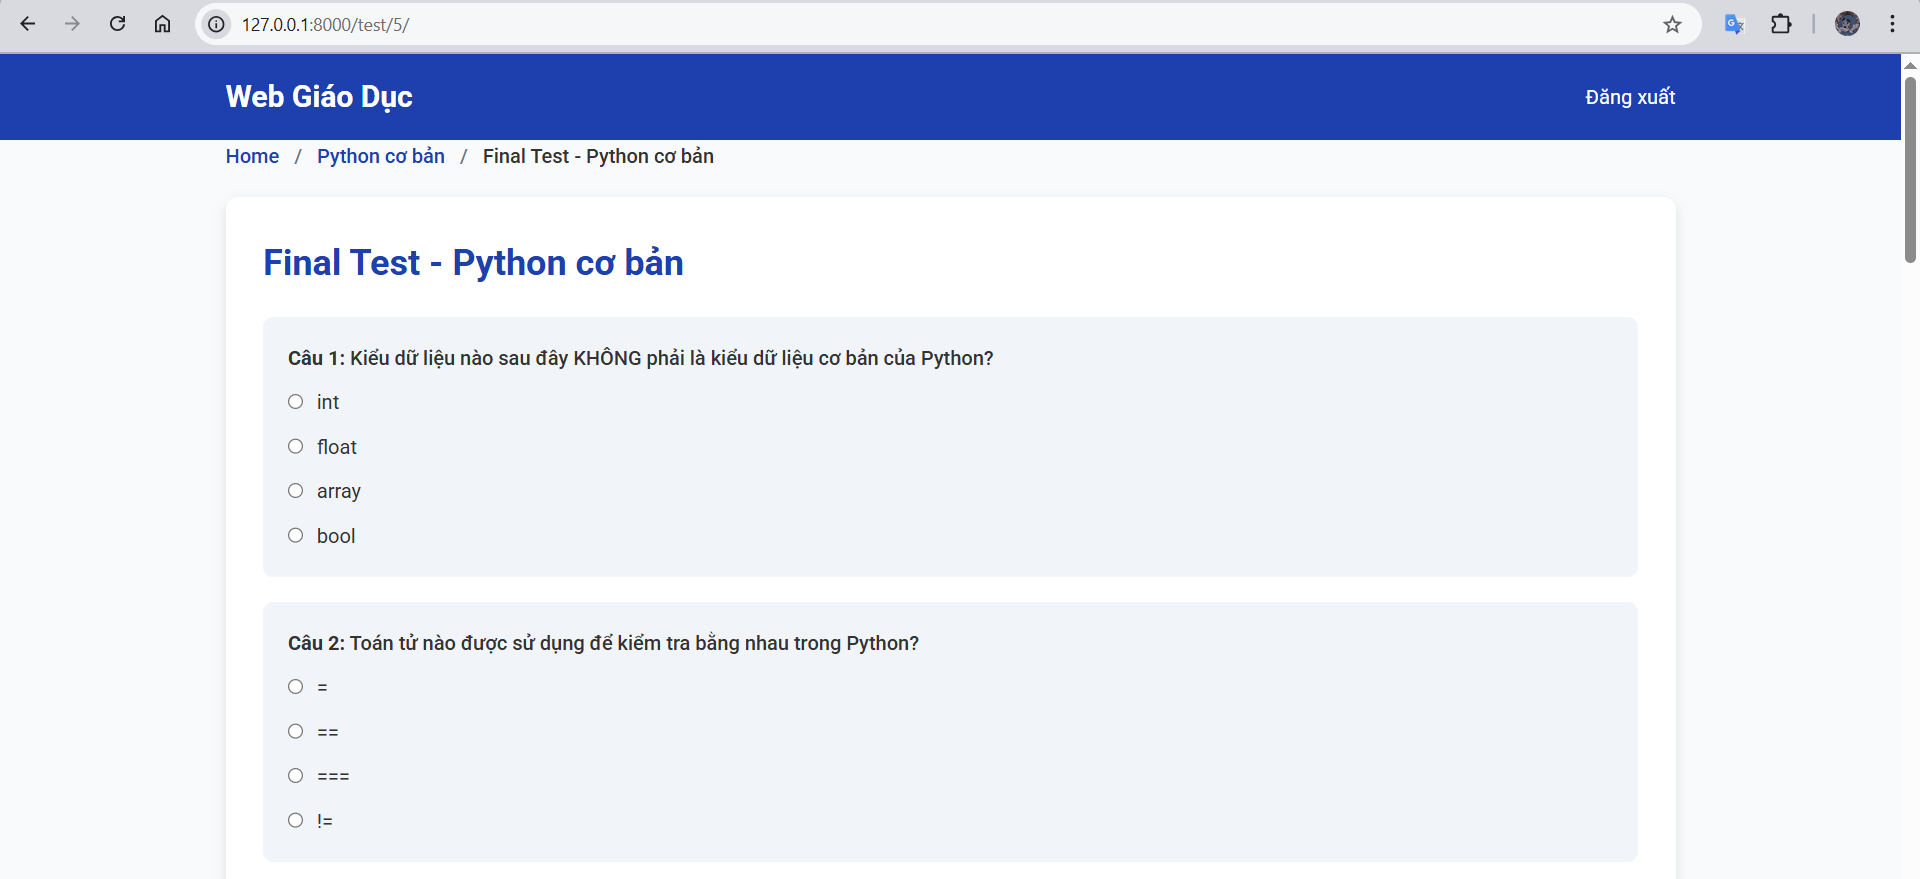 127.0.0.1:8000/test/5/
Web Giáo Dục
Đăng xuất
Home / Python cơ bản / Final Test - Python cơ bản
Final Test - Python cơ bản
Câu 1: Kiểu dữ liệu nào sau đây KHÔNG phải là kiểu dữ liệu cơ bản của Python?
int
float
array
bool
Câu 2: Toán tử nào được sử dụng để kiểm tra bằng nhau trong Python?
=
==
===
!=